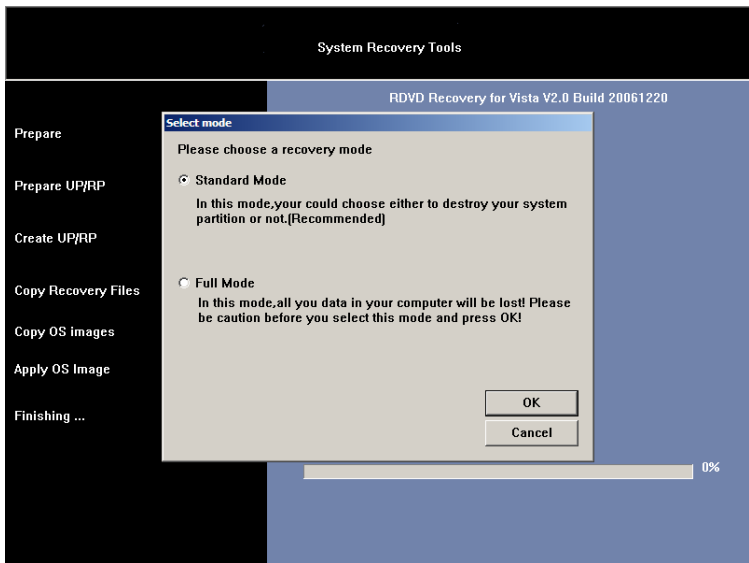 System Recovery Tools
RDVD Recovery for Vista V2.0 Build 20061220
Prepare
Prepare UP/RP
Create UP/RP
Copy Recovery Files
Copy OS images
Apply OS Image
Finishing ...
Select mode
Please choose a recovery mode
Standard Mode
In this mode,your could choose either to destroy your system
partition or not.(Recommended)
Full Mode
In this mode,all you data in your computer will be lost! Please
be caution before you select this mode and press OK!
OK
Cancel
0%